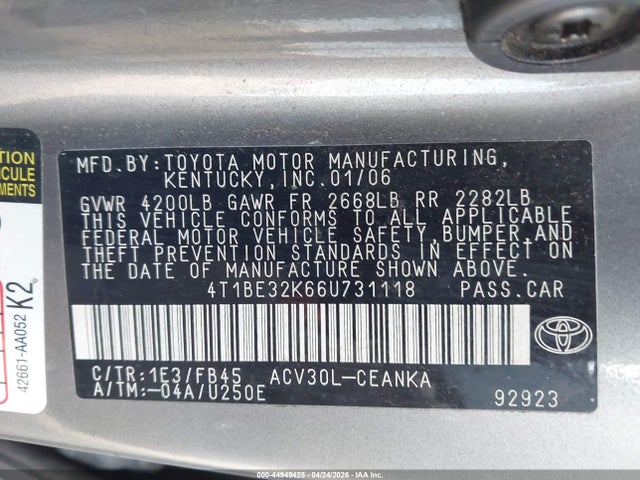 MFD.BY:TOYOTA MOTOR MANUFACTURING,
KENTUCKY,INC.01/06
GVWR 4200LB GAWR FR 2668LB RR 2282LB
THIS VEHICLE CONFORMS TO ALL APPLICABLE
FEDERAL MOTOR VEHICLE SAFETY,BUMPER,AND
THEFT PREVENTION STANDARDS IN EFFECT ON
THE DATE OF MANUFACTURE SHOWN ABOVE.
4T1BE32K66U731118 PASS.CAR
C/TR:1E3/FB45 ACV30L-CEANKA
A/TM:-04A/U250E
92923
TOYOTA
VEHICLE
42661-AA052
K2
000-44949425 - 04/24/2026 - IAAI, Inc.